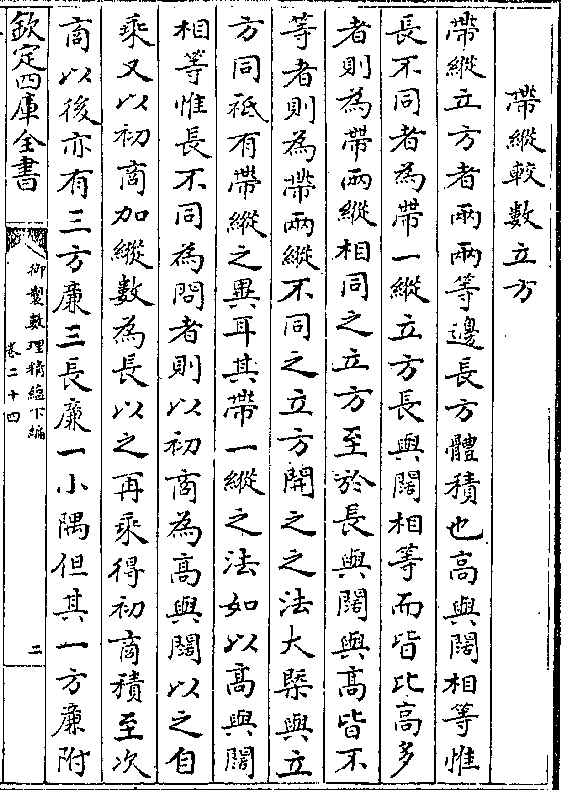 帶縱較數立方
帶縱立方者兩兩等邊長方體積也高與闊相等惟
長不同者為帶一縱立方長與闊相等而皆比高多
者則為帶兩縱相同之立方至於長與闊與高皆不
等者則為帶兩縱不同之立方開之之法大槩與立
方同祗有帶縱之異耳其帶一縱之法如以高與闊
相等惟長不同為問者則以初商為高與闊以之自
乘又以初商加縱數為長以之再乘得初商積至次
商以後亦有三方廉三長廉一小隅但其一方廉附
欽定四庫全書
御製數理精蘊下編
卷二十四
二